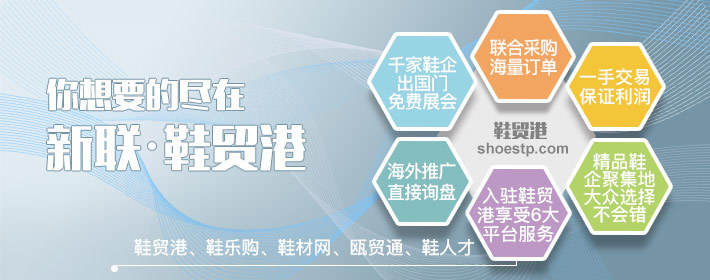 你想要的尽在
新联·鞋贸港
千家鞋企
出国门
免费展会
联合采购
海量订单
一手交易
保证利润
鞋贸港
shoestp.com
海外推广
直接询盘
入驻鞋贸
港享受6大
平台服务
精品鞋
企聚集地
大众选择
不会错
鞋贸港、鞋乐购、鞋材网、瓯贸通、鞋人才